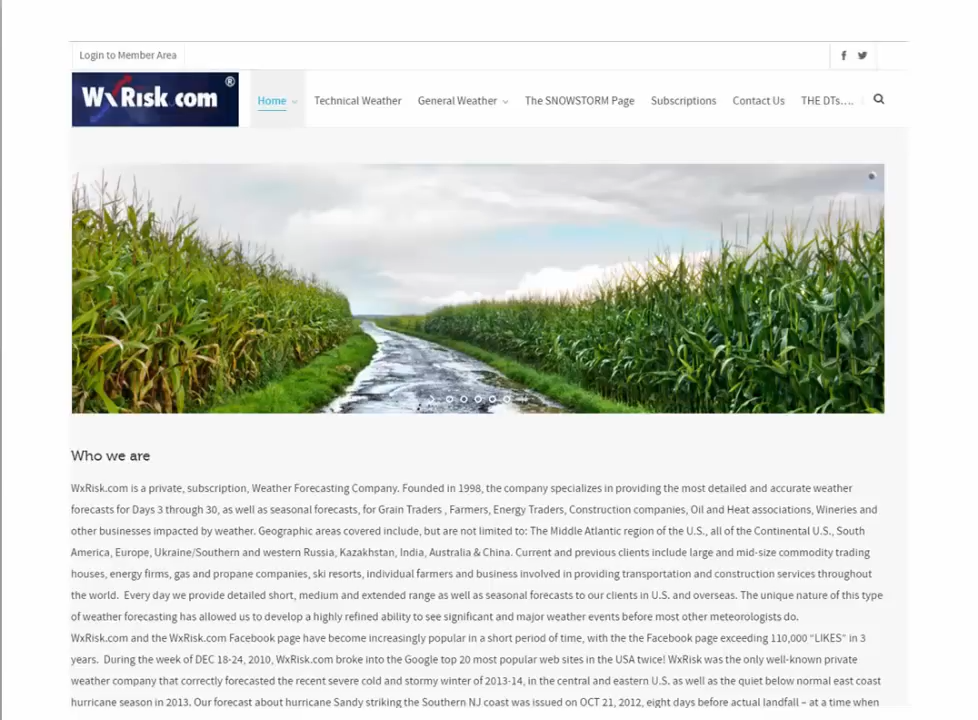 Login to Member Area
WxRisk.com ®
Home Technical Weather General Weather The SNOWSTORM Page Subscriptions Contact Us THE DTs….
Who we are
WxRisk.com is a private, subscription, Weather Forecasting Company. Founded in 1998, the company specializes in providing the most detailed and accurate weather
forecasts for Days 3 through 30, as well as seasonal forecasts, for Grain Traders , Farmers, Energy Traders, Construction companies, Oil and Heat associations, Wineries and
other businesses impacted by weather. Geographic areas covered include, but are not limited to: The Middle Atlantic region of the U.S., all of the Continental U.S., South
America, Europe, Ukraine/Southern and western Russia, Kazakhstan, India, Australia & China. Current and previous clients include large and mid-size commodity trading
houses, energy firms, gas and propane companies, ski resorts, individual farmers and business involved in providing transportation and construction services throughout
the world.  Every day we provide detailed short, medium and extended range as well as seasonal forecasts to our clients in U.S. and overseas. The unique nature of this type
of weather forecasting has allowed us to develop a highly refined ability to see significant and major weather events before most other meteorologists do.
WxRisk.com and the WxRisk.com Facebook page have become increasingly popular in a short period of time, with the the Facebook page exceeding 110,000 “LIKES” in 3
years.  During the week of DEC 18-24, 2010, WxRisk.com broke into the Google top 20 most popular web sites in the USA twice! WxRisk was the only well-known private
weather company that correctly forecasted the recent severe cold and stormy winter of 2013-14, in the central and eastern U.S. as well as the quiet below normal east coast
hurricane season in 2013. Our forecast about hurricane Sandy striking the Southern NJ coast was issued on OCT 21, 2012, eight days before actual landfall – at a time when